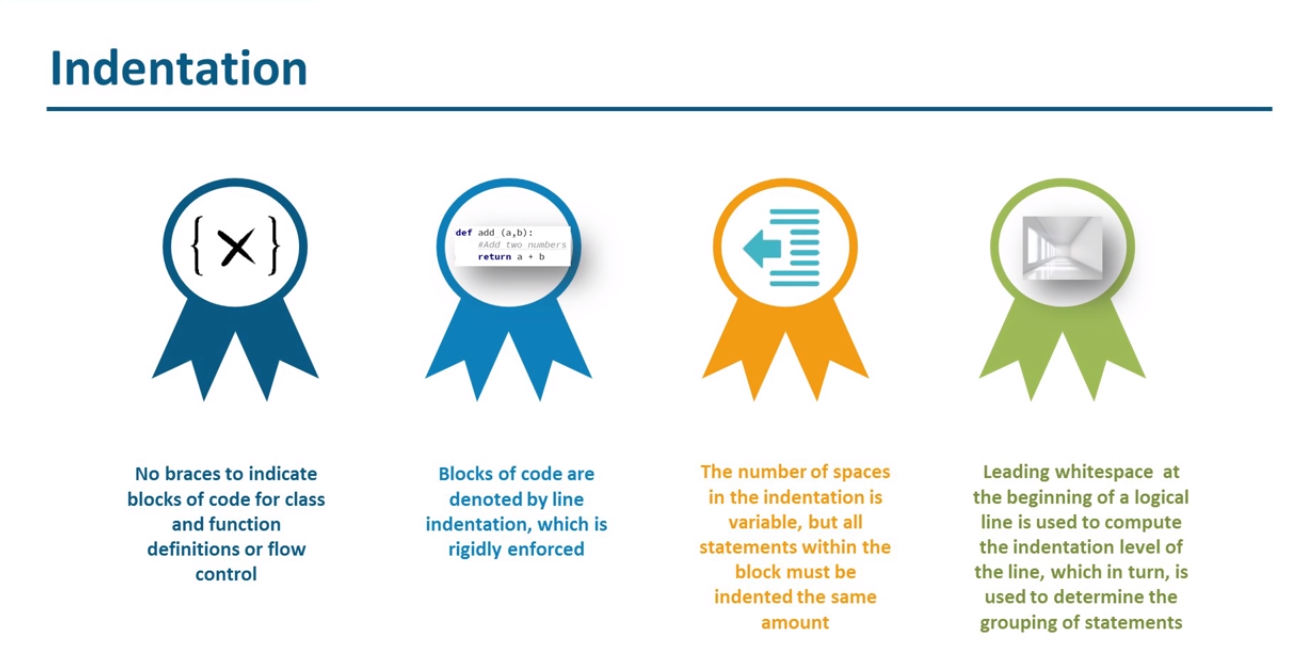 Indentation
{ X }
def add (a,b):
#Add two numbers
return a + b
No braces to indicate
blocks of code for class
and function
definitions or flow
control
Blocks of code are
denoted by line
indentation, which is
rigidly enforced
The number of spaces
in the indentation is
variable, but all
statements within the
block must be
indented the same
amount
Leading whitespace at
the beginning of a logical
line is used to compute
the indentation level of
the line, which in turn, is
used to determine the
grouping of statements